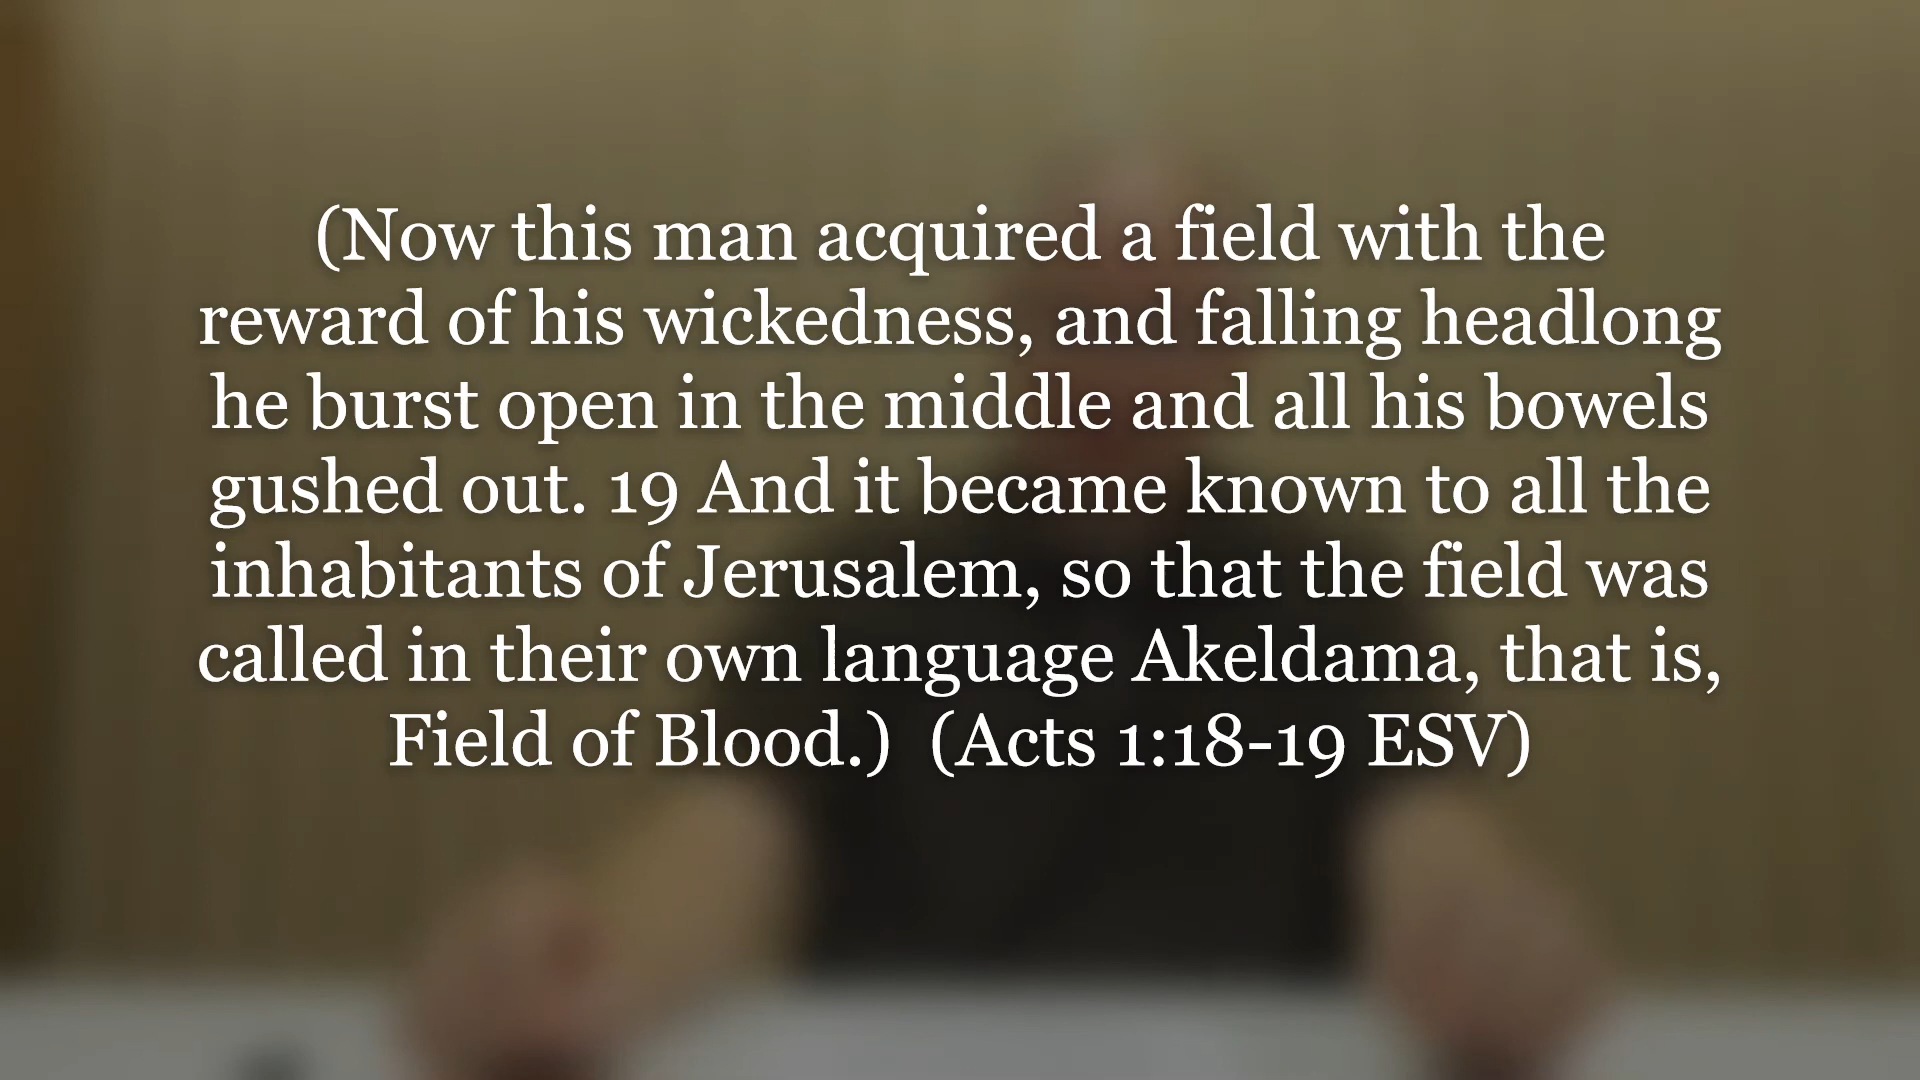 (Now this man acquired a field with the
reward of his wickedness, and falling headlong
he burst open in the middle and all his bowels
gushed out. 19 And it became known to all the
inhabitants of Jerusalem, so that the field was
called in their own language Akeldama, that is,
Field of Blood.)  (Acts 1:18-19 ESV)